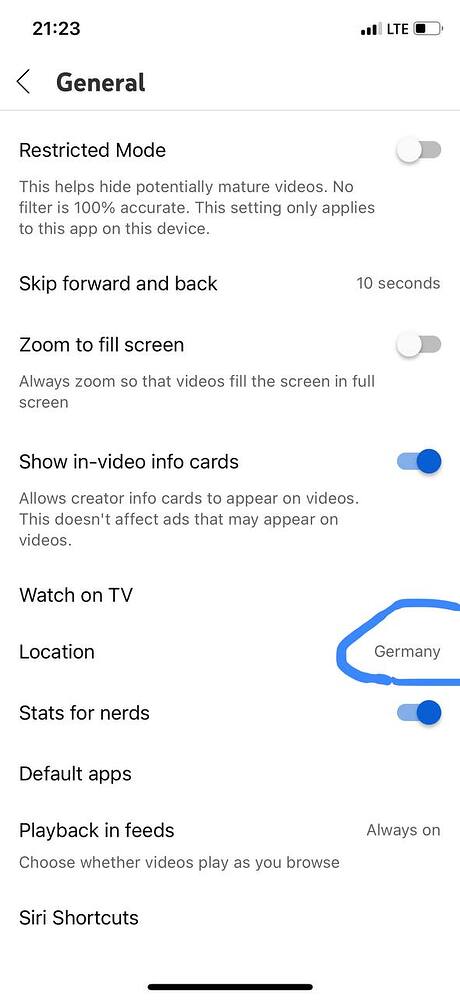 21:23 LTE
General
Restricted Mode
This helps hide potentially mature videos. No
filter is 100% accurate. This setting only applies
to this app on this device.
Skip forward and back 10 seconds
Zoom to fill screen
Always zoom so that videos fill the screen in full
screen
Show in-video info cards
Allows creator info cards to appear on videos.
This doesn't affect ads that may appear on
videos.
Watch on TV
Location Germany
Stats for nerds
Default apps
Playback in feeds Always on
Choose whether videos play as you browse
Siri Shortcuts